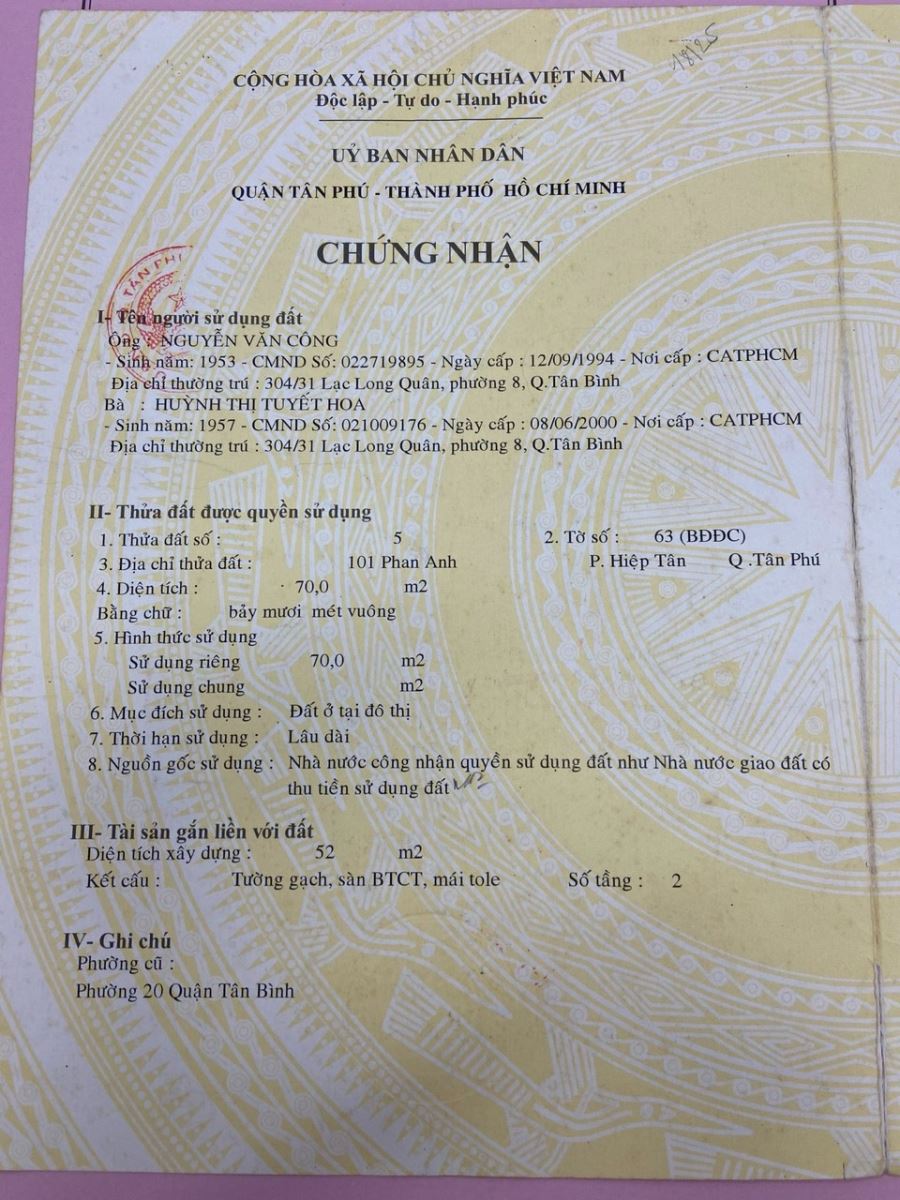 18125
CỘNG HÒA XÃ HỘI CHỦ NGHĨA VIỆT NAM
Độc lập - Tự do - Hạnh phúc
UỶ BAN NHÂN DÂN
QUẬN TÂN PHÚ - THÀNH PHỐ HỒ CHÍ MINH
CHỨNG NHẬN
TÂN PHÚ
I- Tên người sử dụng đất
Ông : NGUYỄN VĂN CÔNG
- Sinh năm: 1953 - CMND Số: 022719895 - Ngày cấp : 12/09/1994 - Nơi cấp : CATPHCM
Địa chỉ thường trú : 304/31 Lạc Long Quân, phường 8, Q.Tân Bình
Bà : HUỲNH THỊ TUYẾT HOA
- Sinh năm: 1957 - CMND Số: 021009176 - Ngày cấp : 08/06/2000 - Nơi cấp : CATPHCM
Địa chỉ thường trú : 304/31 Lạc Long Quân, phường 8, Q.Tân Bình
II- Thửa đất được quyền sử dụng
1. Thửa đất số : 5 2. Tờ số : 63 (BĐĐC)
3. Địa chỉ thửa đất : 101 Phan Anh P. Hiệp Tân Q .Tân Phú
4. Diện tích : 70,0 m2
Bằng chữ : bảy mươi mét vuông
5. Hình thức sử dụng
Sử dụng riêng 70,0 m2
Sử dụng chung m2
6. Mục đích sử dụng : Đất ở tại đô thị
7. Thời hạn sử dụng : Lâu dài
8. Nguồn gốc sử dụng : Nhà nước công nhận quyền sử dụng đất như Nhà nước giao đất có
thu tiền sử dụng đất
III- Tài sản gắn liền với đất
Diện tích xây dựng : 52 m2
Kết cấu : Tường gạch, sàn BTCT, mái tole Số tầng : 2
IV- Ghi chú
Phường cũ :
Phường 20 Quận Tân Bình